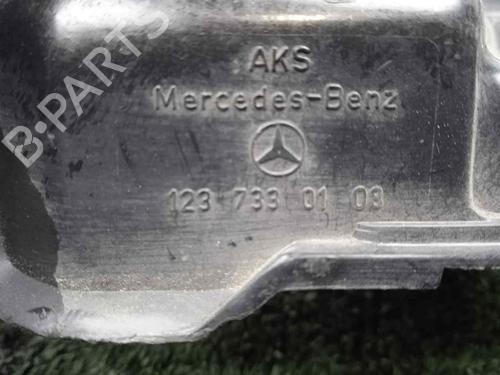 B-PARTS
AKS
Mercedes-Benz
123 733 01 03